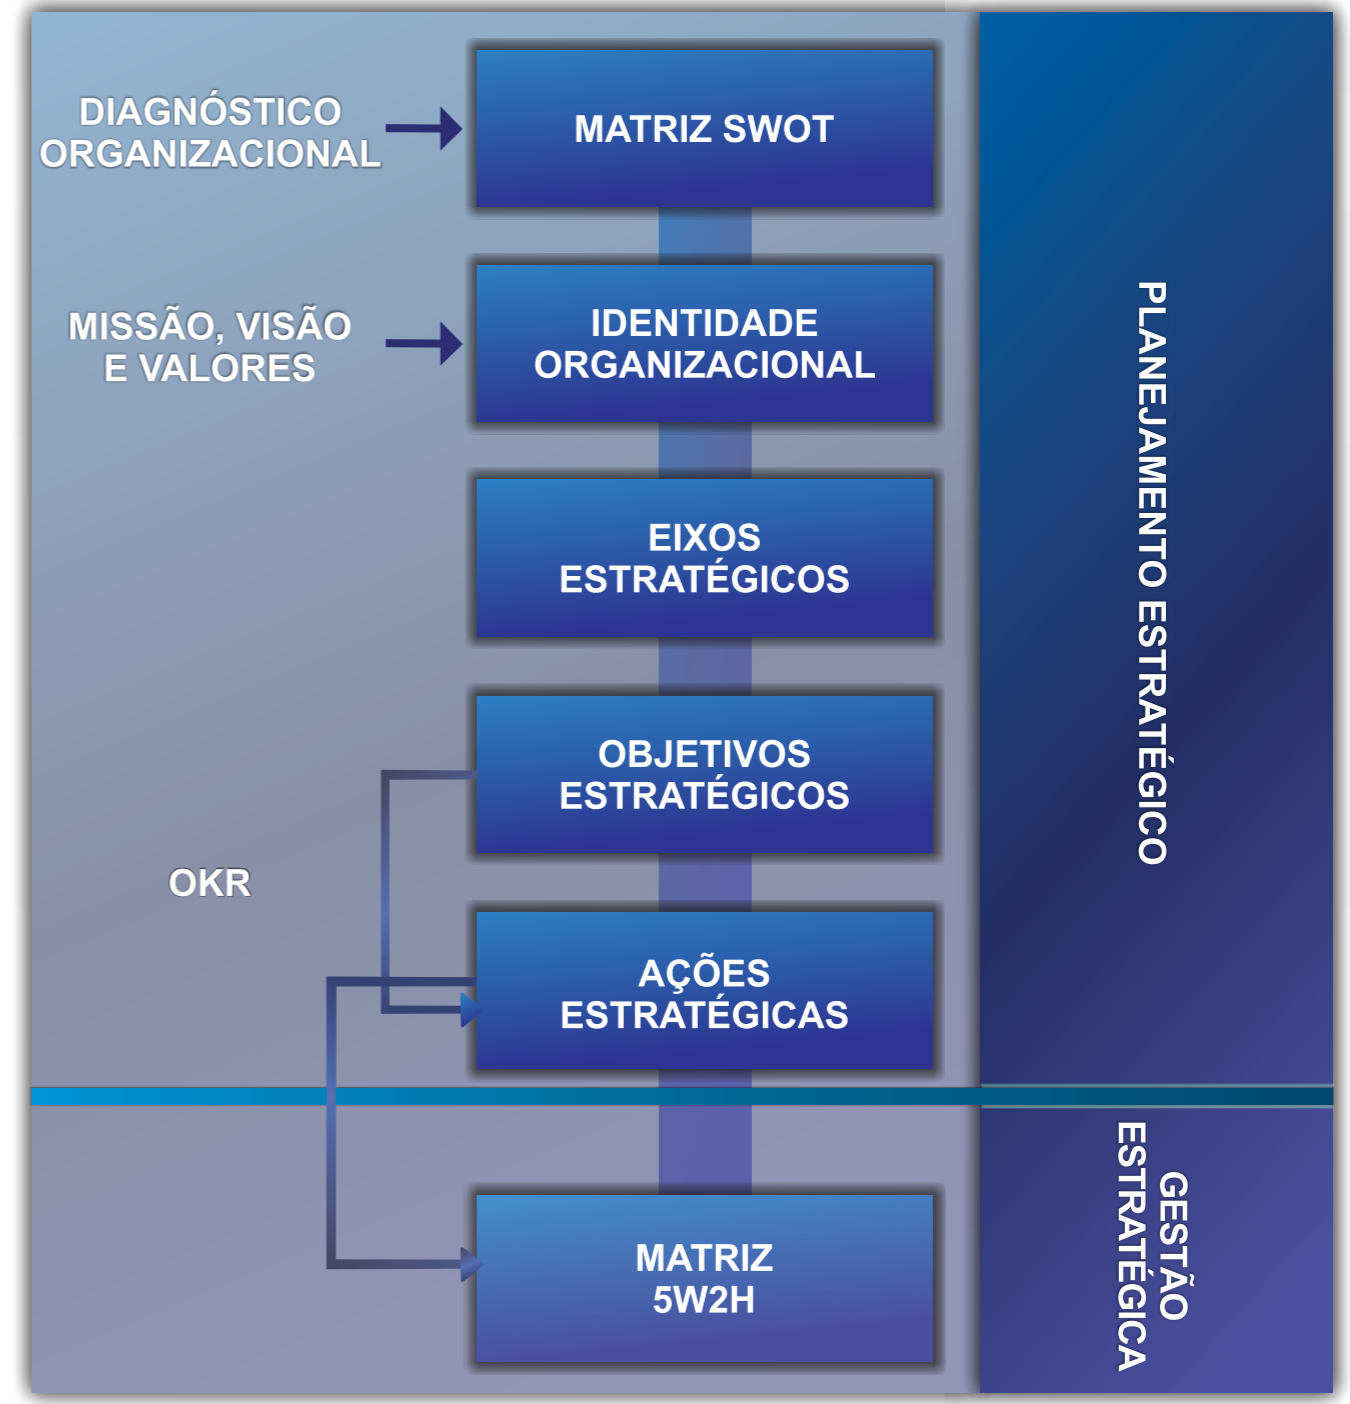 DIAGNÓSTICO
ORGANIZACIONAL
MATRIZ SWOT
MISSÃO, VISÃO
E VALORES
IDENTIDADE
ORGANIZACIONAL
EIXOS
ESTRATÉGICOS
OBJETIVOS
ESTRATÉGICOS
OKR
AÇÕES
ESTRATÉGICAS
MATRIZ
5W2H
PLANEJAMENTO ESTRATÉGICO
GESTÃO
ESTRATÉGICA